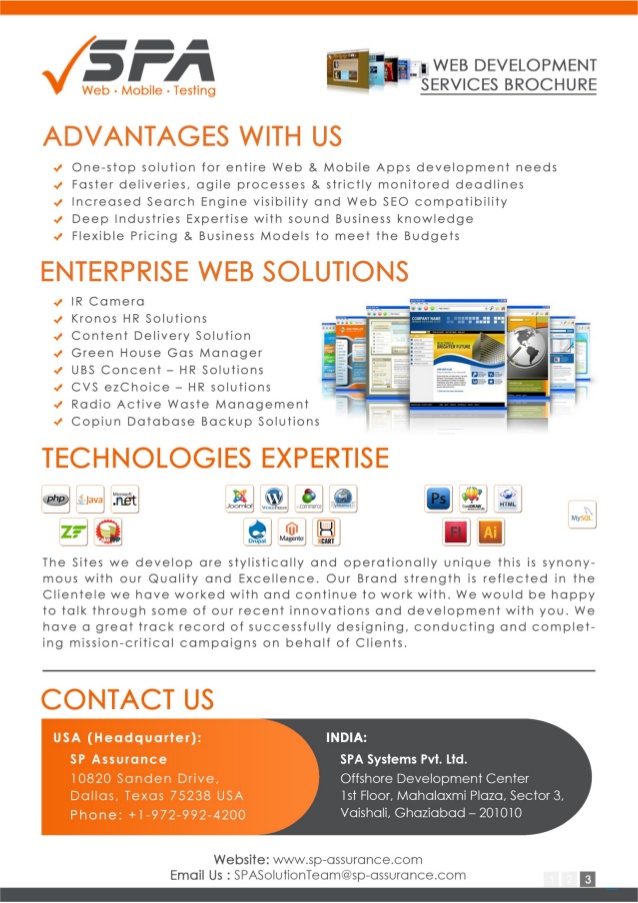 SPA
Web • Mobile • Testing
WEB DEVELOPMENT
SERVICES BROCHURE
ADVANTAGES WITH US
One-stop solution for entire Web & Mobile Apps development needs
Faster deliveries, agile processes & strictly monitored deadlines
Increased Search Engine visibility and Web SEO compatibility
Deep Industries Expertise with sound Business knowledge
Flexible Pricing & Business Models to meet the Budgets
ENTERPRISE WEB SOLUTIONS
IR Camera
Kronos HR Solutions
Content Delivery Solution
Green House Gas Manager
UBS Concent – HR Solutions
CVS ezChoice – HR solutions
Radio Active Waste Management
Copiun Database Backup Solutions
COMPANY NAME
BRIGHTER FUTURE
TECHNOLOGIES EXPERTISE
php Java Microsoft .net Joomla! WordPress Ps HTML
MySQL
ZF Drupal Magento CART Fl Ai
The Sites we develop are stylistically and operationally unique this is synony-
mous with our Quality and Excellence. Our Brand strength is reflected in the
Clientele we have worked with and continue to work with. We would be happy
to talk through some of our recent innovations and development with you. We
have a great track record of successfully designing, conducting and complet-
ing mission-critical campaigns on behalf of Clients.
CONTACT US
USA (Headquarter):
SP Assurance
10820 Sanden Drive,
Dallas, Texas 75238 USA
Phone: +1-972-992-4200
INDIA:
SPA Systems Pvt. Ltd.
Offshore Development Center
1st Floor, Mahalaxmi Plaza, Sector 3,
Vaishali, Ghaziabad – 201010
Website: www.sp-assurance.com
Email Us : SPASolutionTeam@sp-assurance.com
1 2 3